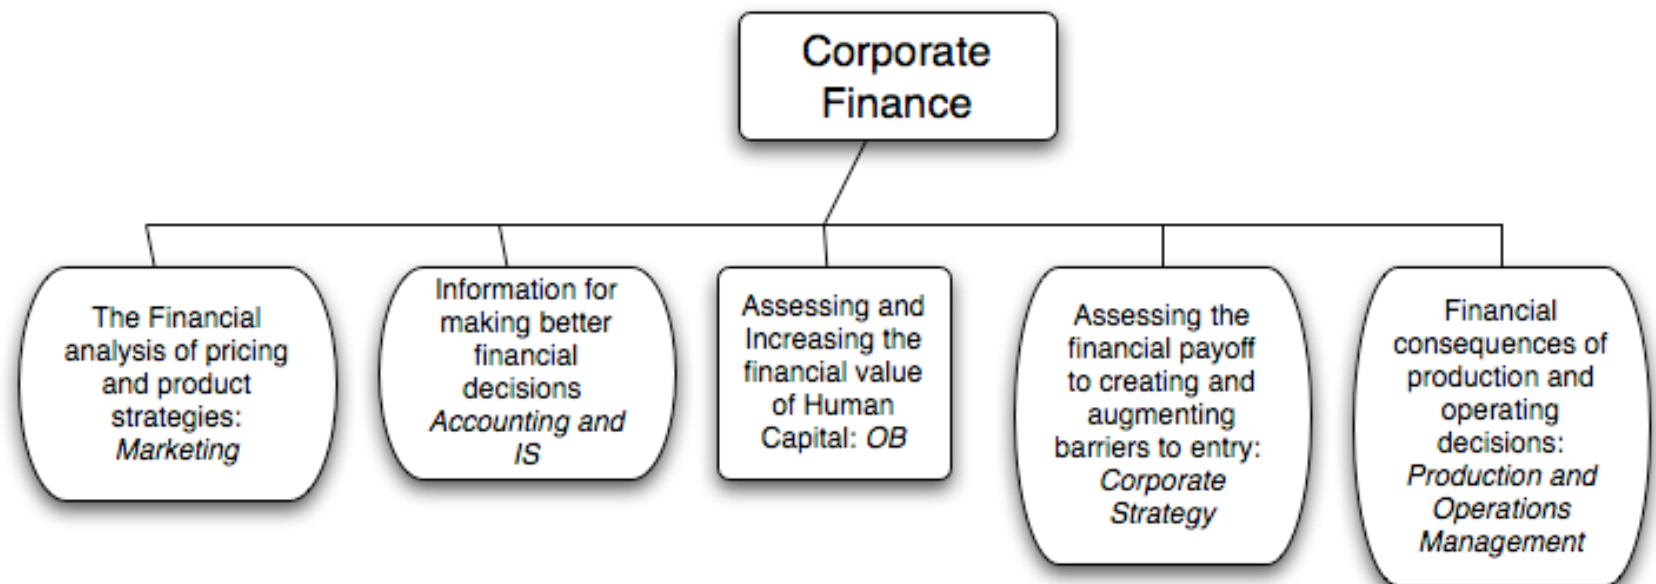 Corporate
Finance
The Financial
analysis of pricing
and product
strategies:
Marketing
Information for
making better
financial
decisions
Accounting and
IS
Assessing and
Increasing the
financial value
of Human
Capital: OB
Assessing the
financial payoff
to creating and
augmenting
barriers to entry:
Corporate
Strategy
Financial
consequences of
production and
operating
decisions:
Production and
Operations
Management